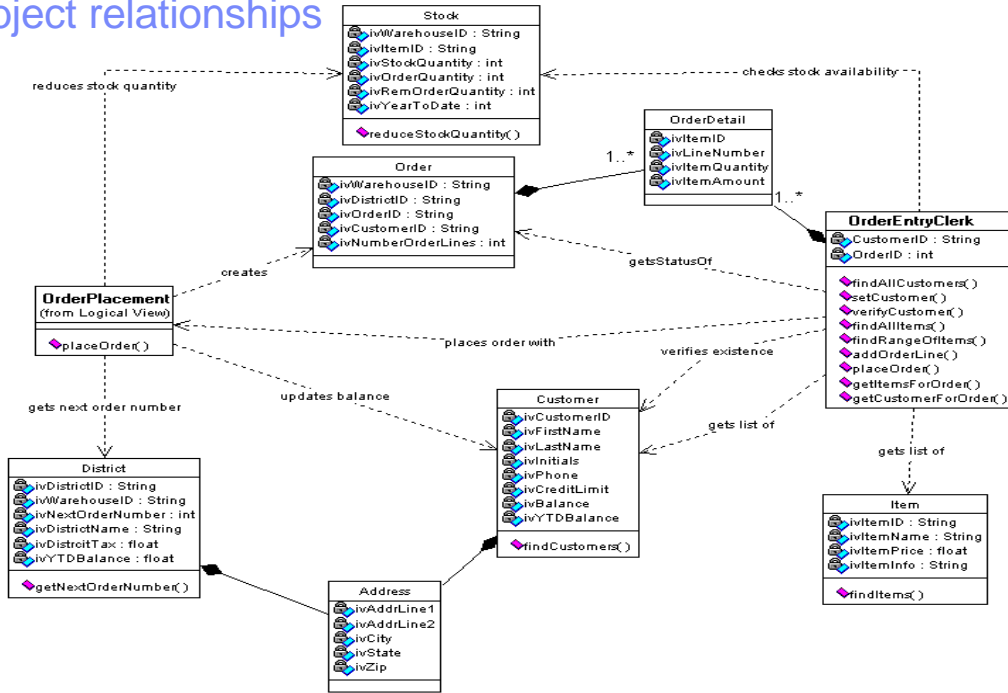 oject relationships
Stock
ivWarehouseID : String
ivItemID : String
ivStockQuantity : int
ivOrderQuantity : int
ivRemOrderQuantity : int
ivYearToDate : int
reduceStockQuantity( )
reduces stock quantity
checks stock availability
OrderDetail
ivItemID
ivLineNumber
ivItemQuantity
ivItemAmount
1..*
1..*
Order
ivWarehouseID : String
ivDistrictID : String
ivOrderID : String
ivCustomerID : String
ivNumberOrderLines : int
OrderEntryClerk
CustomerID : String
OrderID : int
findAllCustomers( )
setCustomer( )
verifyCustomer( )
findAllItems( )
findRangeOfItems( )
addOrderLine( )
placeOrder( )
getItemsForOrder( )
getCustomerForOrder( )
getsStatusOf
creates
OrderPlacement
(from Logical View)
placeOrder( )
places order with
verifies existence
updates balance
gets next order number
gets list of
gets list of
Customer
ivCustomerID
ivFirstName
ivLastName
ivInitials
ivPhone
ivCreditLimit
ivBalance
ivYTDBalance
findCustomers( )
District
ivDistrictID : String
ivWarehouseID : String
ivNextOrderNumber : int
ivDistrictName : String
ivDistrcitTax : float
ivYTDBalance : float
getNextOrderNumber( )
Item
ivItemID : String
ivItemName : String
ivItemPrice : float
ivItemInfo : String
findItems( )
Address
ivAddrLine1
ivAddrLine2
ivCity
ivState
ivZip